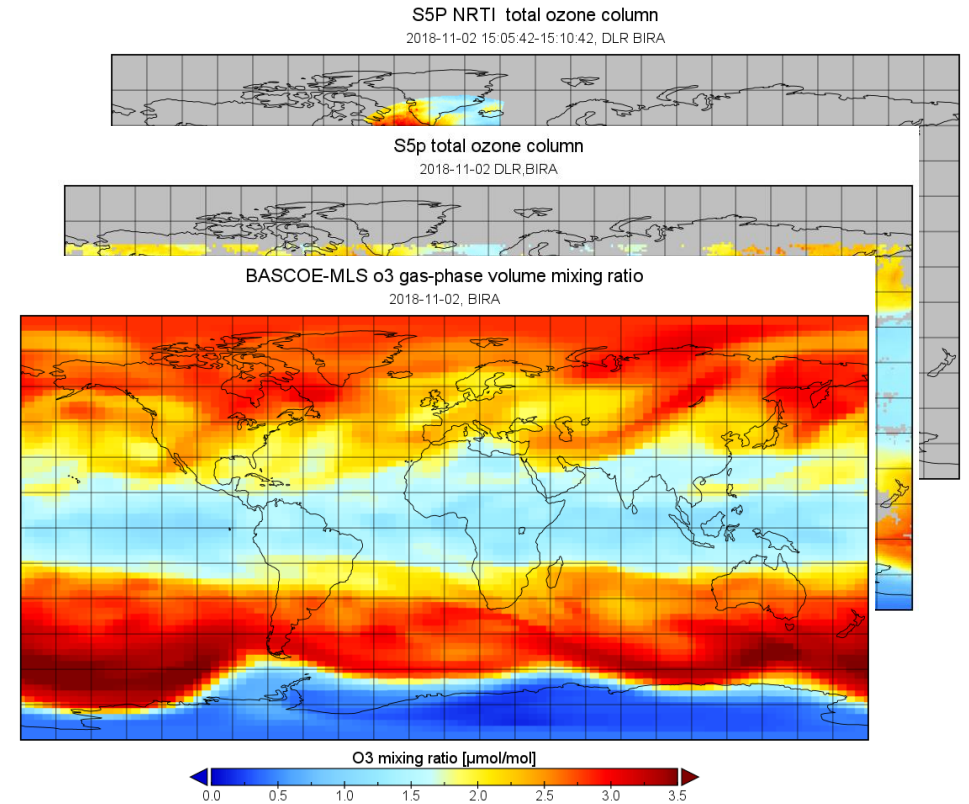 S5P NRTI total ozone column
2018-11-02 15:05:42-15:10:42, DLR BIRA
S5p total ozone column
2018-11-02 DLR,BIRA
BASCOE-MLS o3 gas-phase volume mixing ratio
2018-11-02, BIRA
O3 mixing ratio [µmol/mol]
0.0 0.5 1.0 1.5 2.0 2.5 3.0 3.5